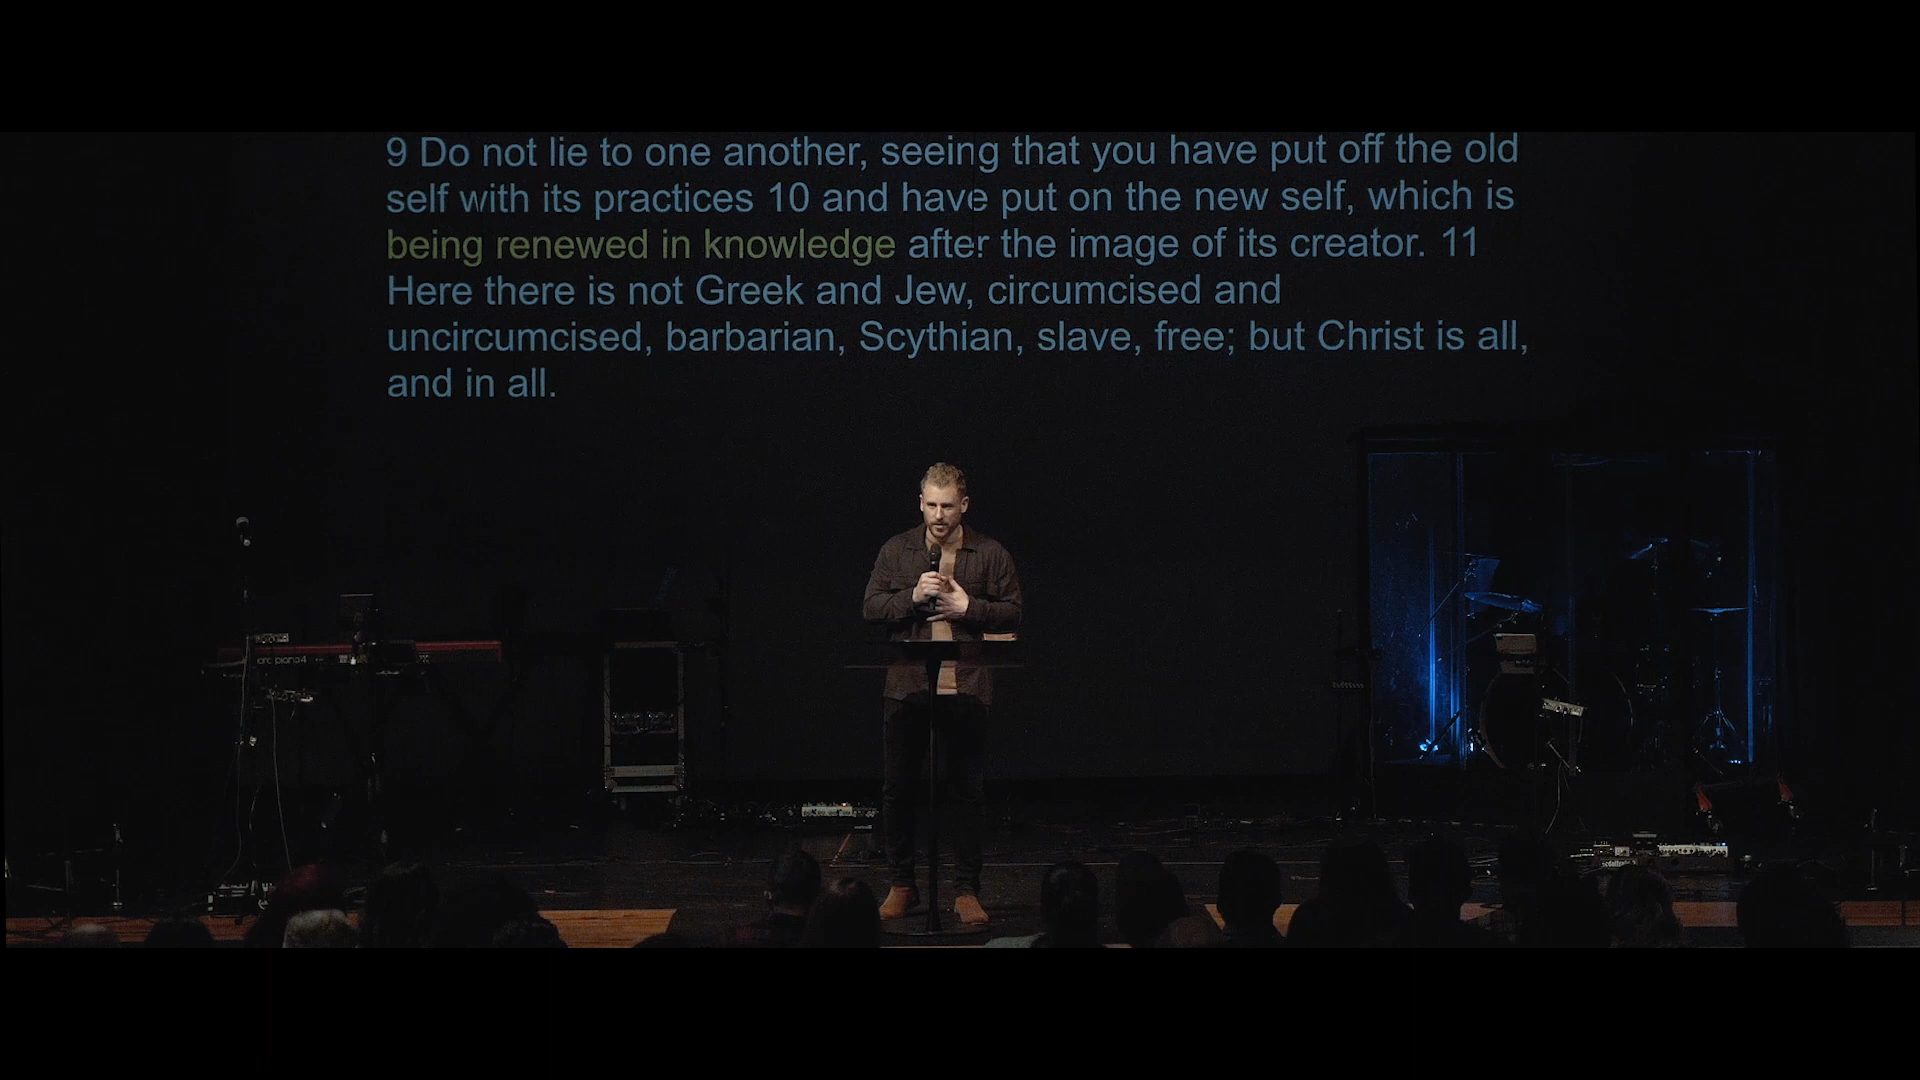 9 Do not lie to one another, seeing that you have put off the old
self with its practices 10 and have put on the new self, which is
being renewed in knowledge after the image of its creator. 11
Here there is not Greek and Jew, circumcised and
uncircumcised, barbarian, Scythian, slave, free; but Christ is all,
and in all.